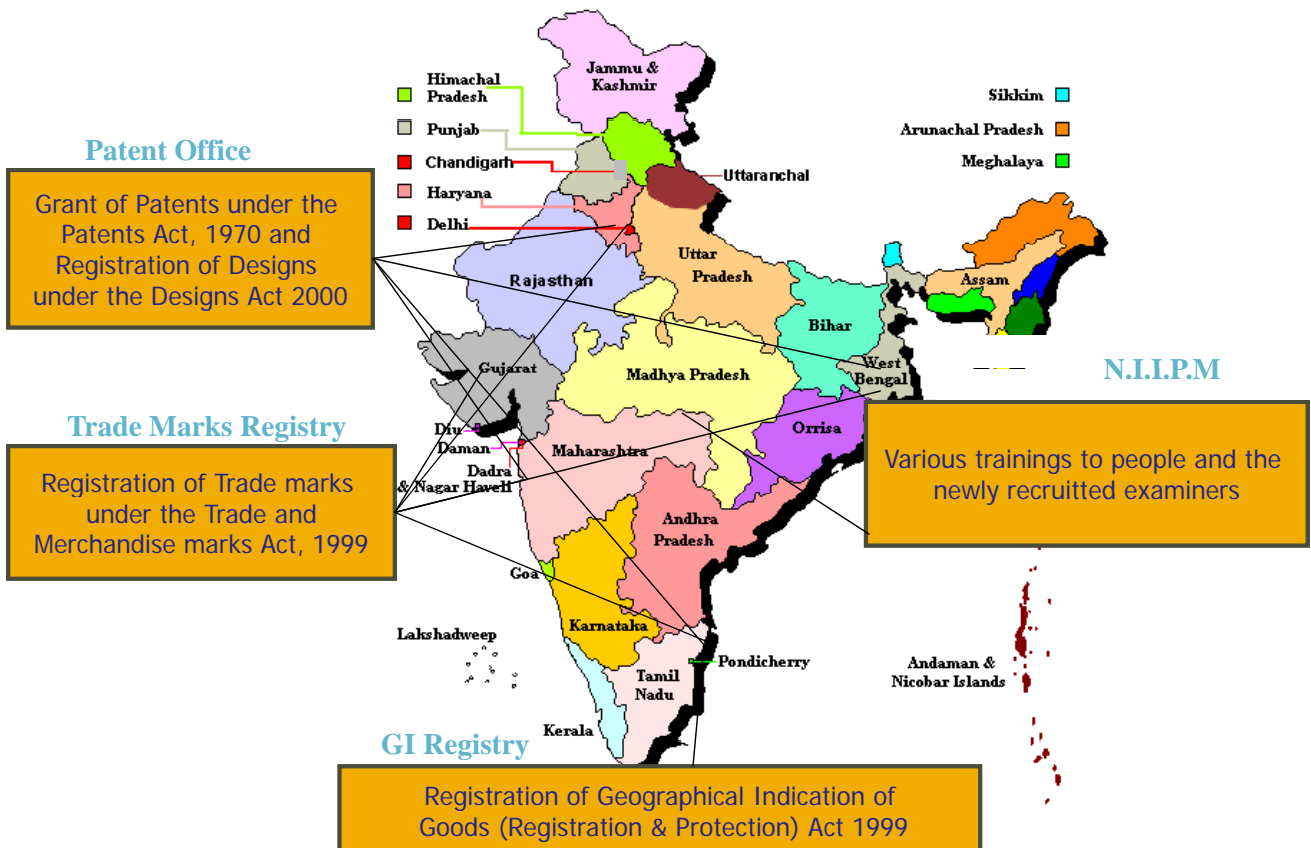 Jammu &
Kashmir
Himachal
Pradesh
Punjab
Chandigarh
Haryana
Delhi
Sikkim
Arunachal Pradesh
Meghalaya
Uttaranchal
Patent Office
Grant of Patents under the
Patents Act, 1970 and
Registration of Designs
under the Designs Act 2000
Rajasthan
Uttar
Pradesh
Assam
Bihar
West
Bengal
Gujarat
Madhya Pradesh
N.I.I.P.M
Various trainings to people and the
newly recruitted examiners
Trade Marks Registry
Registration of Trade marks
under the Trade and
Merchandise marks Act, 1999
Diu
Daman
Dadra
& Nagar Haveli
Maharashtra
Orrisa
Andhra
Pradesh
Goa
Karnataka
Lakshadweep
Pondicherry
Tamil
Nadu
Kerala
Andaman &
Nicobar Islands
GI Registry
Registration of Geographical Indication of
Goods (Registration & Protection) Act 1999